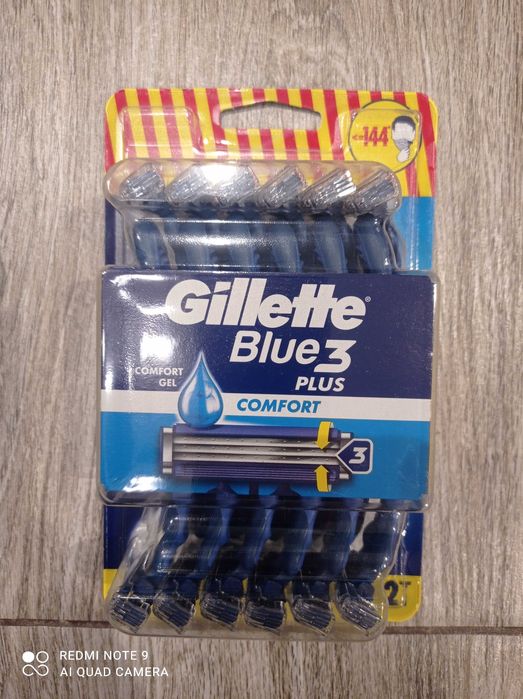 144
Gillette®
Blue3
PLUS
COMFORT
GEL
COMFORT
3
REDMI NOTE 9
AI QUAD CAMERA